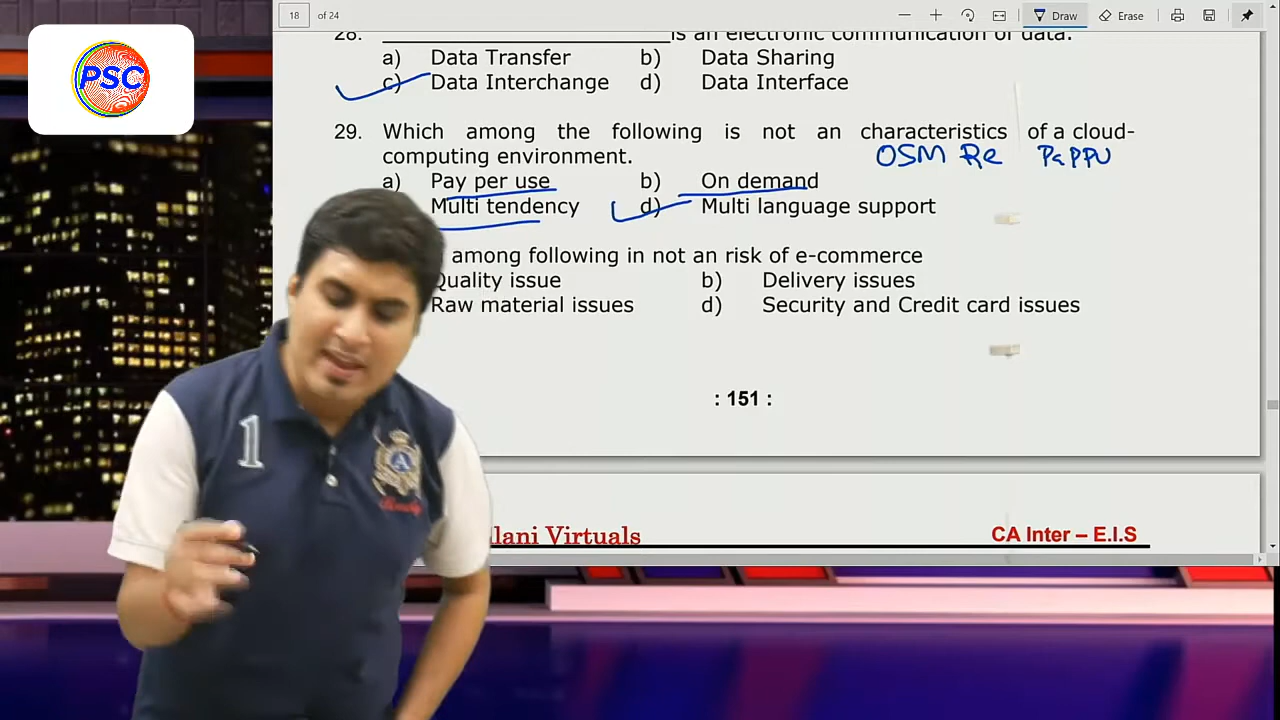 18 of 24
Draw
Erase
PSC
28. is an electronic communication of data.
a) Data Transfer b) Data Sharing
c) Data Interchange d) Data Interface
29. Which among the following is not an characteristics of a cloud-
computing environment.
OSM Re PaPPU
a) Pay per use b) On demand
Multi tendency d) Multi language support
among following in not an risk of e-commerce
Quality issue b) Delivery issues
Raw material issues d) Security and Credit card issues
: 151 :
lani Virtuals
CA Inter – E.I.S
1
A